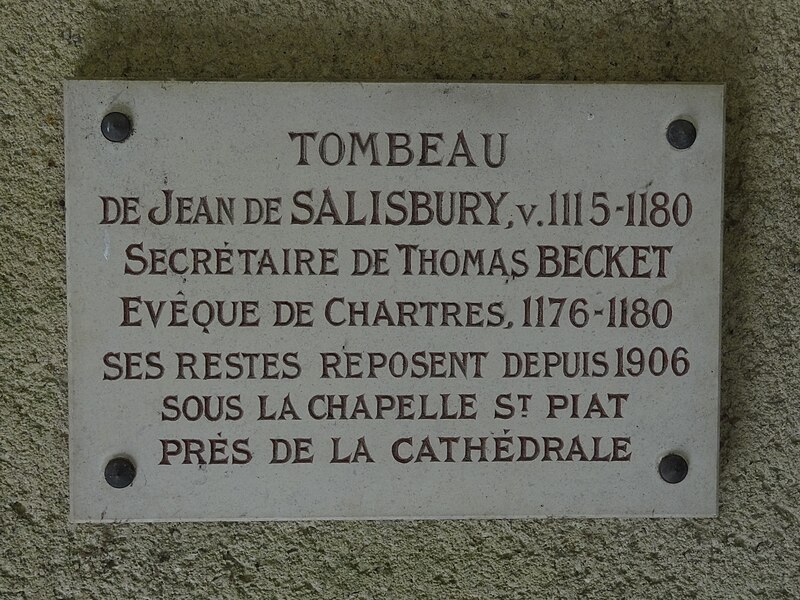 TOMBEAU
DE JEAN DE SALISBURY, v. 1115-1180
SECRÉTAIRE DE THOMAS BECKET
EVÊQUE DE CHARTRES, 1176-1180
SES RESTES REPOSENT DEPUIS 1906
SOUS LA CHAPELLE ST PIAT
PRÈS DE LA CATHÉDRALE